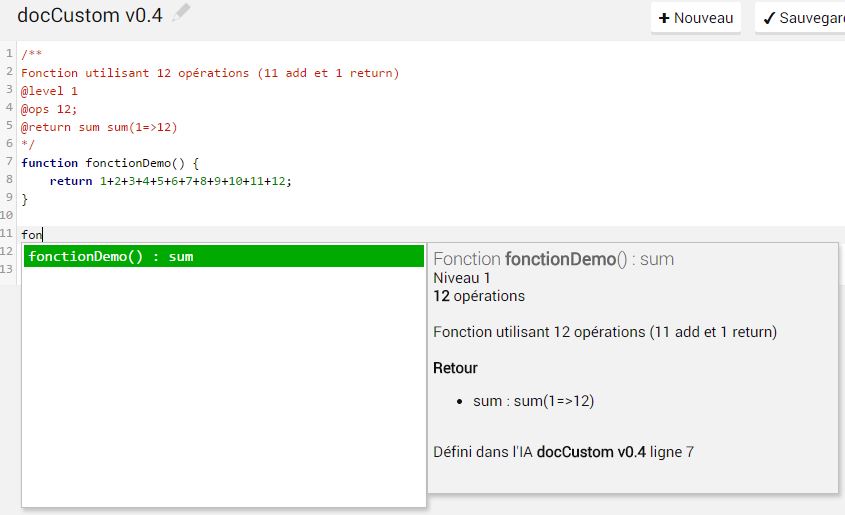 docCustom v0.4
+ Nouveau
✓ Sauvegar
1 /**
2 Fonction utilisant 12 opérations (11 add et 1 return)
3 @level 1
4 @ops 12;
5 @return sum sum(1=>12)
6 */
7 function fonctionDemo() {
8 return 1+2+3+4+5+6+7+8+9+10+11+12;
9 }
10
11 fon
12
13
fonctionDemo() : sum
Fonction fonctionDemo() : sum
Niveau 1
12 opérations
Fonction utilisant 12 opérations (11 add et 1 return)
Retour
• sum : sum(1=>12)
Défini dans l'IA docCustom v0.4 ligne 7